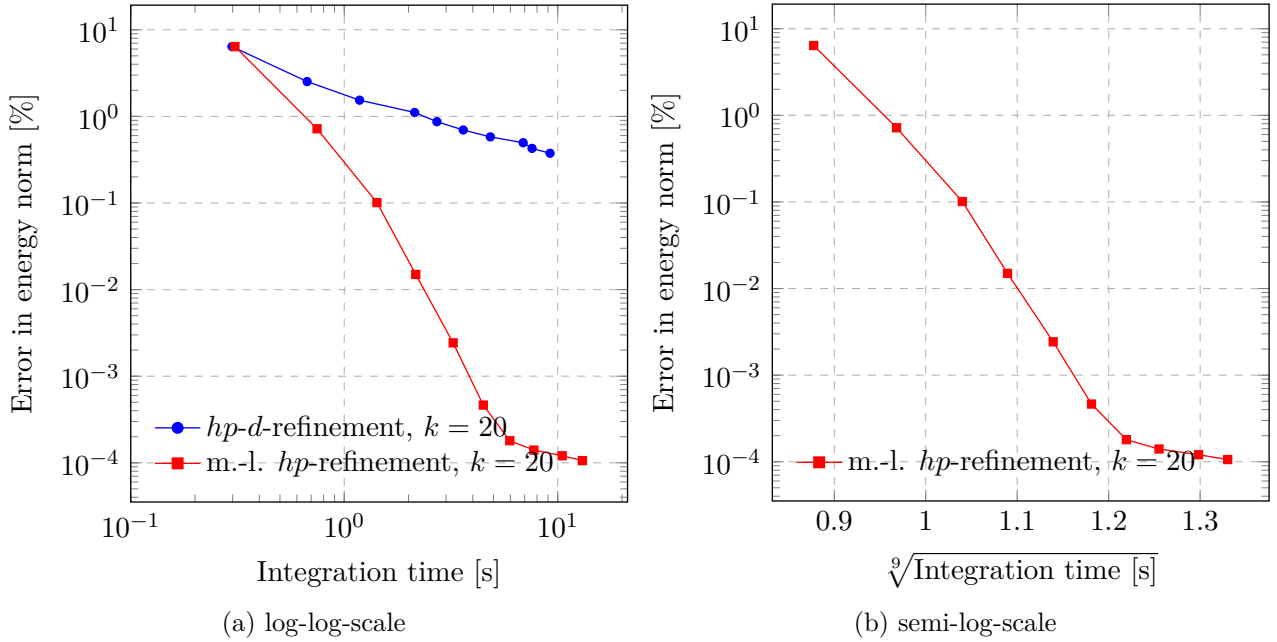 Error in energy norm [%]
10^1
10^0
10^−1
10^−2
10^−3
10^−4
hp-d-refinement, k = 20
m.-l. hp-refinement, k = 20
10^−1 10^0 10^1
Integration time [s]
(a) log-log-scale
Error in energy norm [%]
10^1
10^0
10^−1
10^−2
10^−3
10^−4
m.-l. hp-refinement, k = 20
0.9 1 1.1 1.2 1.3
⁹√Integration time [s]
(b) semi-log-scale